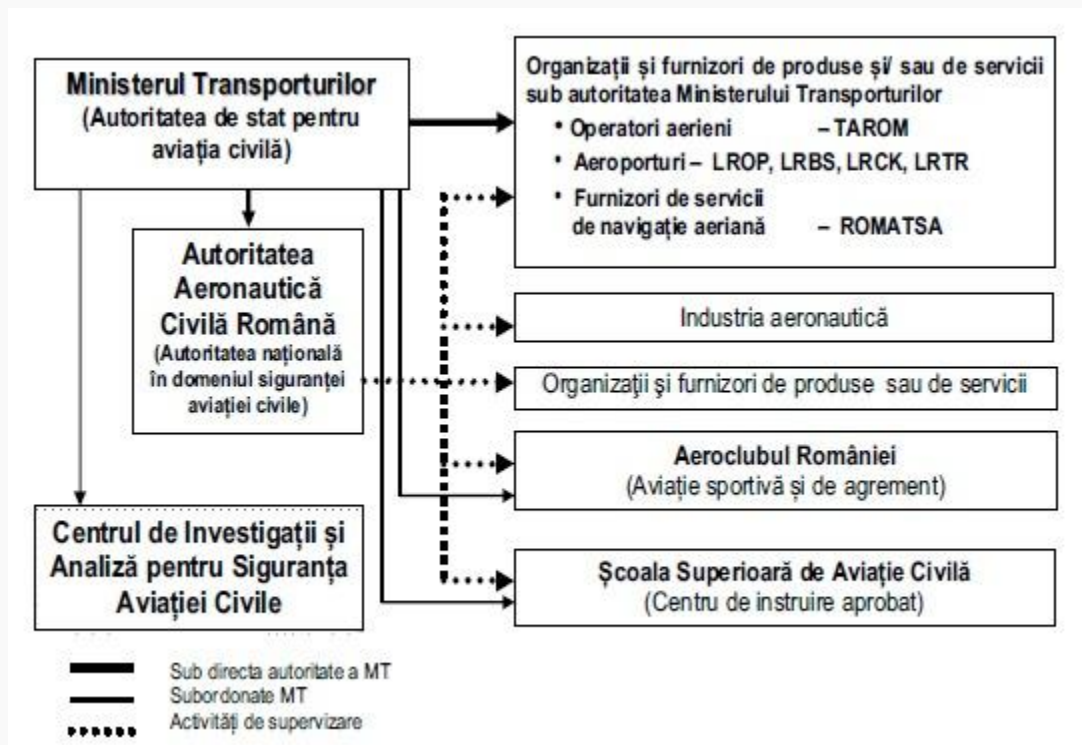 Ministerul Transporturilor
(Autoritatea de stat pentru
aviația civilă)
Organizații și furnizori de produse și/ sau de servicii
sub autoritatea Ministerului Transporturilor
• Operatori aerieni – TAROM
• Aeroporturi – LROP, LRBS, LRCK, LRTR
• Furnizori de servicii
de navigație aeriană – ROMATSA
Autoritatea
Aeronautică
Civilă Română
(Autoritatea națională
în domeniul siguranței
aviației civile)
Industria aeronautică
Organizaţii şi furnizori de produse sau de servicii
Aeroclubul României
(Aviație sportivă și de agrement)
Centrul de Investigații și
Analiză pentru Siguranța
Aviației Civile
Școala Superioară de Aviație Civilă
(Centru de instruire aprobat)
Sub directa autoritate a MT
Subordonate MT
Activități de supervizare